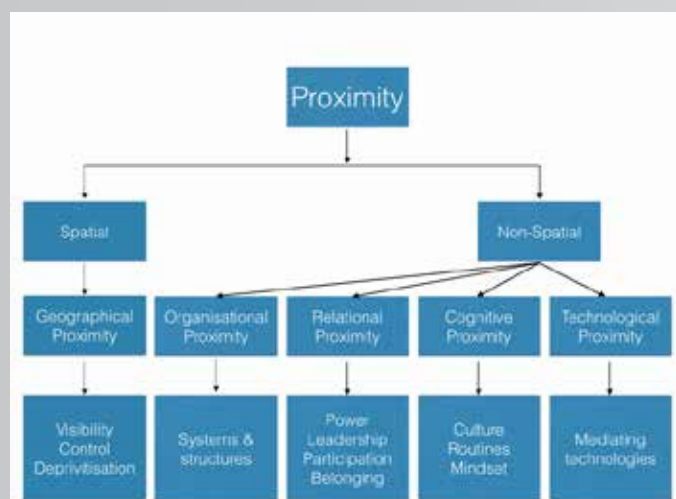 Proximity
Spatial
Non-Spatial
Geographical
Proximity
Organisational
Proximity
Relational
Proximity
Cognitive
Proximity
Technological
Proximity
Visibility
Control
Deprivitisation
Systems &
structures
Power
Leadership
Participation
Belonging
Culture
Routines
Mindset
Mediating
technologies